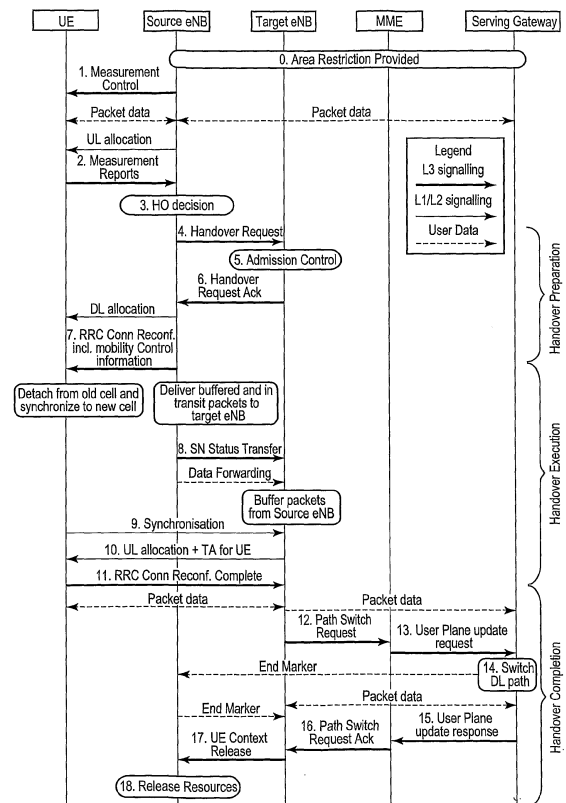 UE
Source eNB
Target eNB
MME
Serving Gateway
0. Area Restriction Provided
1. Measurement
Control
Packet data
Packet data
UL allocation
2. Measurement
Reports
Legend
L3 signalling
L1/L2 signalling
User Data
3. HO decision
4. Handover Request
5. Admission Control
6. Handover
Request Ack
DL allocation
7. RRC Conn Reconf.
incl. mobility Control
information
Handover Preparation
Detach from old cell and
synchronize to new cell
Deliver buffered and in
transit packets to
target eNB
8. SN Status Transfer
Data Forwarding
Buffer packets
from Source eNB
9. Synchronisation
10. UL allocation + TA for UE
11. RRC Conn Reconf. Complete
Handover Execution
Packet data
Packet data
12. Path Switch
Request
13. User Plane update
request
End Marker
14. Switch
DL path
Packet data
End Marker
15. User Plane
update response
16. Path Switch
Request Ack
17. UE Context
Release
18. Release Resources
Handover Completion